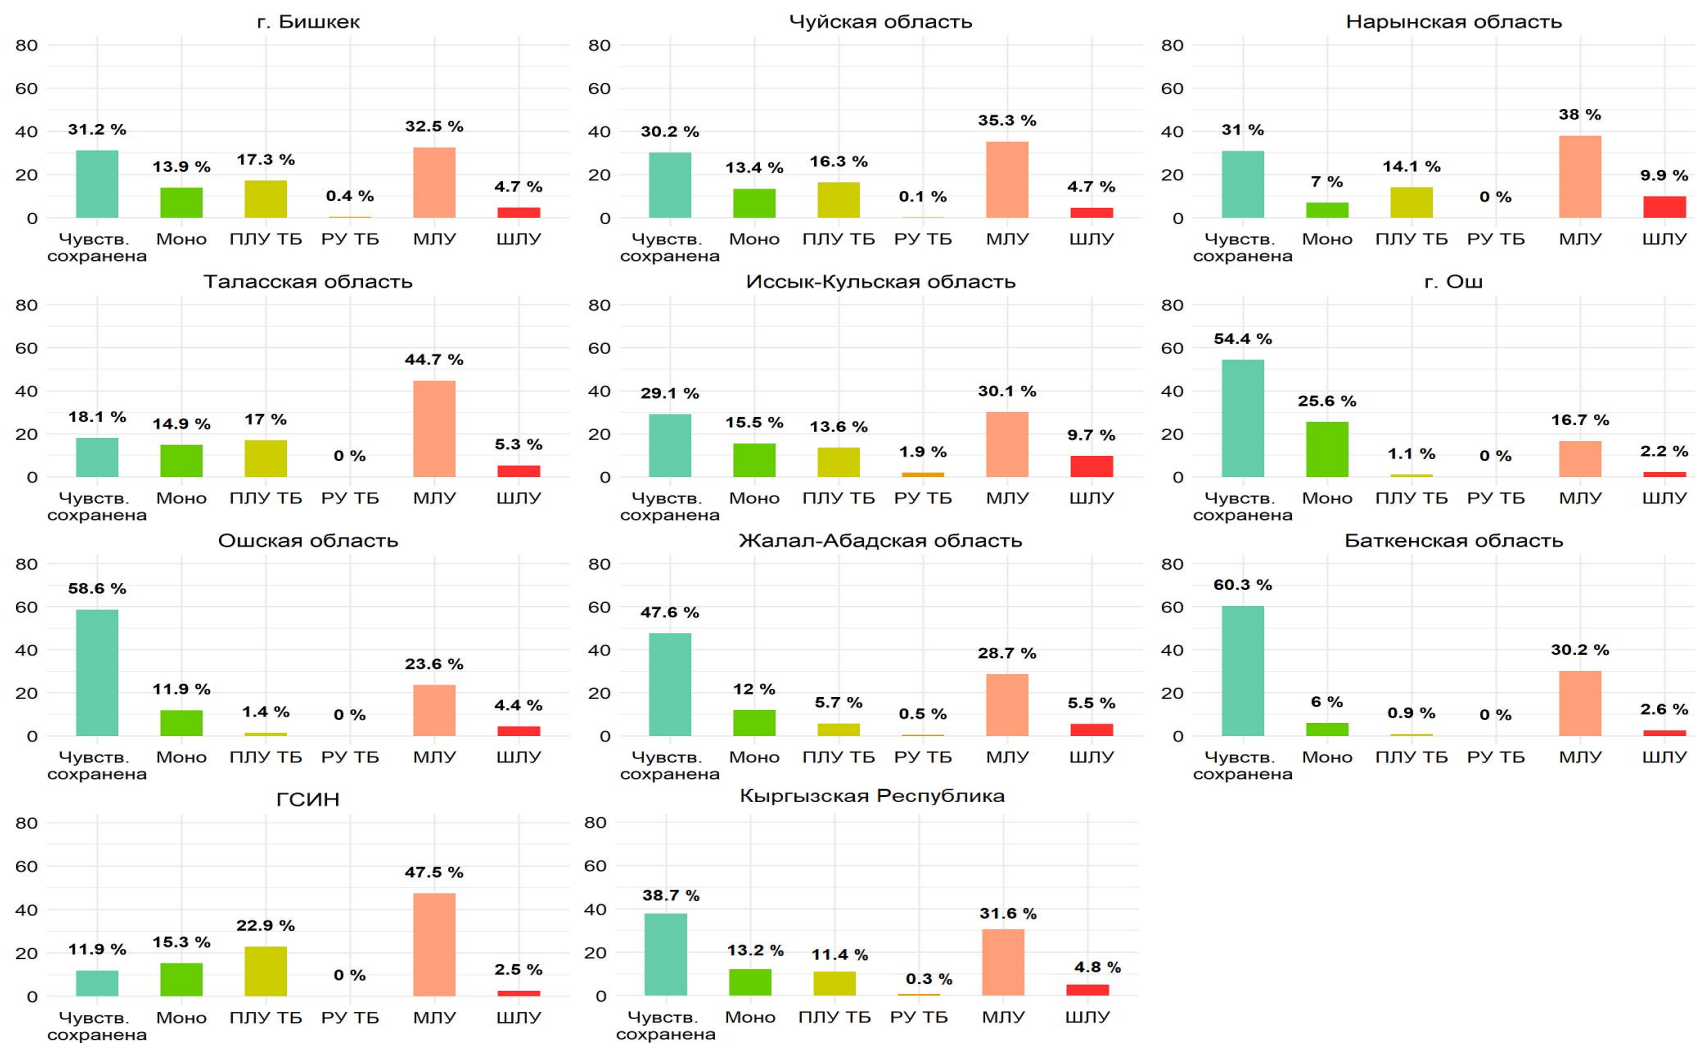 г. Бишкек
80
60
40
20
0
31.2 %
13.9 %
17.3 %
0.4 %
32.5 %
4.7 %
Чувств.
сохранена
Моно
ПЛУ ТБ
РУ ТБ
МЛУ
ШЛУ
Чуйская область
80
60
40
20
0
30.2 %
13.4 %
16.3 %
0.1 %
35.3 %
4.7 %
Чувств.
сохранена
Моно
ПЛУ ТБ
РУ ТБ
МЛУ
ШЛУ
Нарынская область
80
60
40
20
0
31 %
7 %
14.1 %
0 %
38 %
9.9 %
Чувств.
сохранена
Моно
ПЛУ ТБ
РУ ТБ
МЛУ
ШЛУ
Таласская область
80
60
40
20
0
18.1 %
14.9 %
17 %
0 %
44.7 %
5.3 %
Чувств.
сохранена
Моно
ПЛУ ТБ
РУ ТБ
МЛУ
ШЛУ
Иссык-Кульская область
80
60
40
20
0
29.1 %
15.5 %
13.6 %
1.9 %
30.1 %
9.7 %
Чувств.
сохранена
Моно
ПЛУ ТБ
РУ ТБ
МЛУ
ШЛУ
г. Ош
80
60
40
20
0
54.4 %
25.6 %
1.1 %
0 %
16.7 %
2.2 %
Чувств.
сохранена
Моно
ПЛУ ТБ
РУ ТБ
МЛУ
ШЛУ
Ошская область
80
60
40
20
0
58.6 %
11.9 %
1.4 %
0 %
23.6 %
4.4 %
Чувств.
сохранена
Моно
ПЛУ ТБ
РУ ТБ
МЛУ
ШЛУ
Жалал-Абадская область
80
60
40
20
0
47.6 %
12 %
5.7 %
0.5 %
28.7 %
5.5 %
Чувств.
сохранена
Моно
ПЛУ ТБ
РУ ТБ
МЛУ
ШЛУ
Баткенская область
80
60
40
20
0
60.3 %
6 %
0.9 %
0 %
30.2 %
2.6 %
Чувств.
сохранена
Моно
ПЛУ ТБ
РУ ТБ
МЛУ
ШЛУ
ГСИН
80
60
40
20
0
11.9 %
15.3 %
22.9 %
0 %
47.5 %
2.5 %
Чувств.
сохранена
Моно
ПЛУ ТБ
РУ ТБ
МЛУ
ШЛУ
Кыргызская Республика
80
60
40
20
0
38.7 %
13.2 %
11.4 %
0.3 %
31.6 %
4.8 %
Чувств.
сохранена
Моно
ПЛУ ТБ
РУ ТБ
МЛУ
ШЛУ